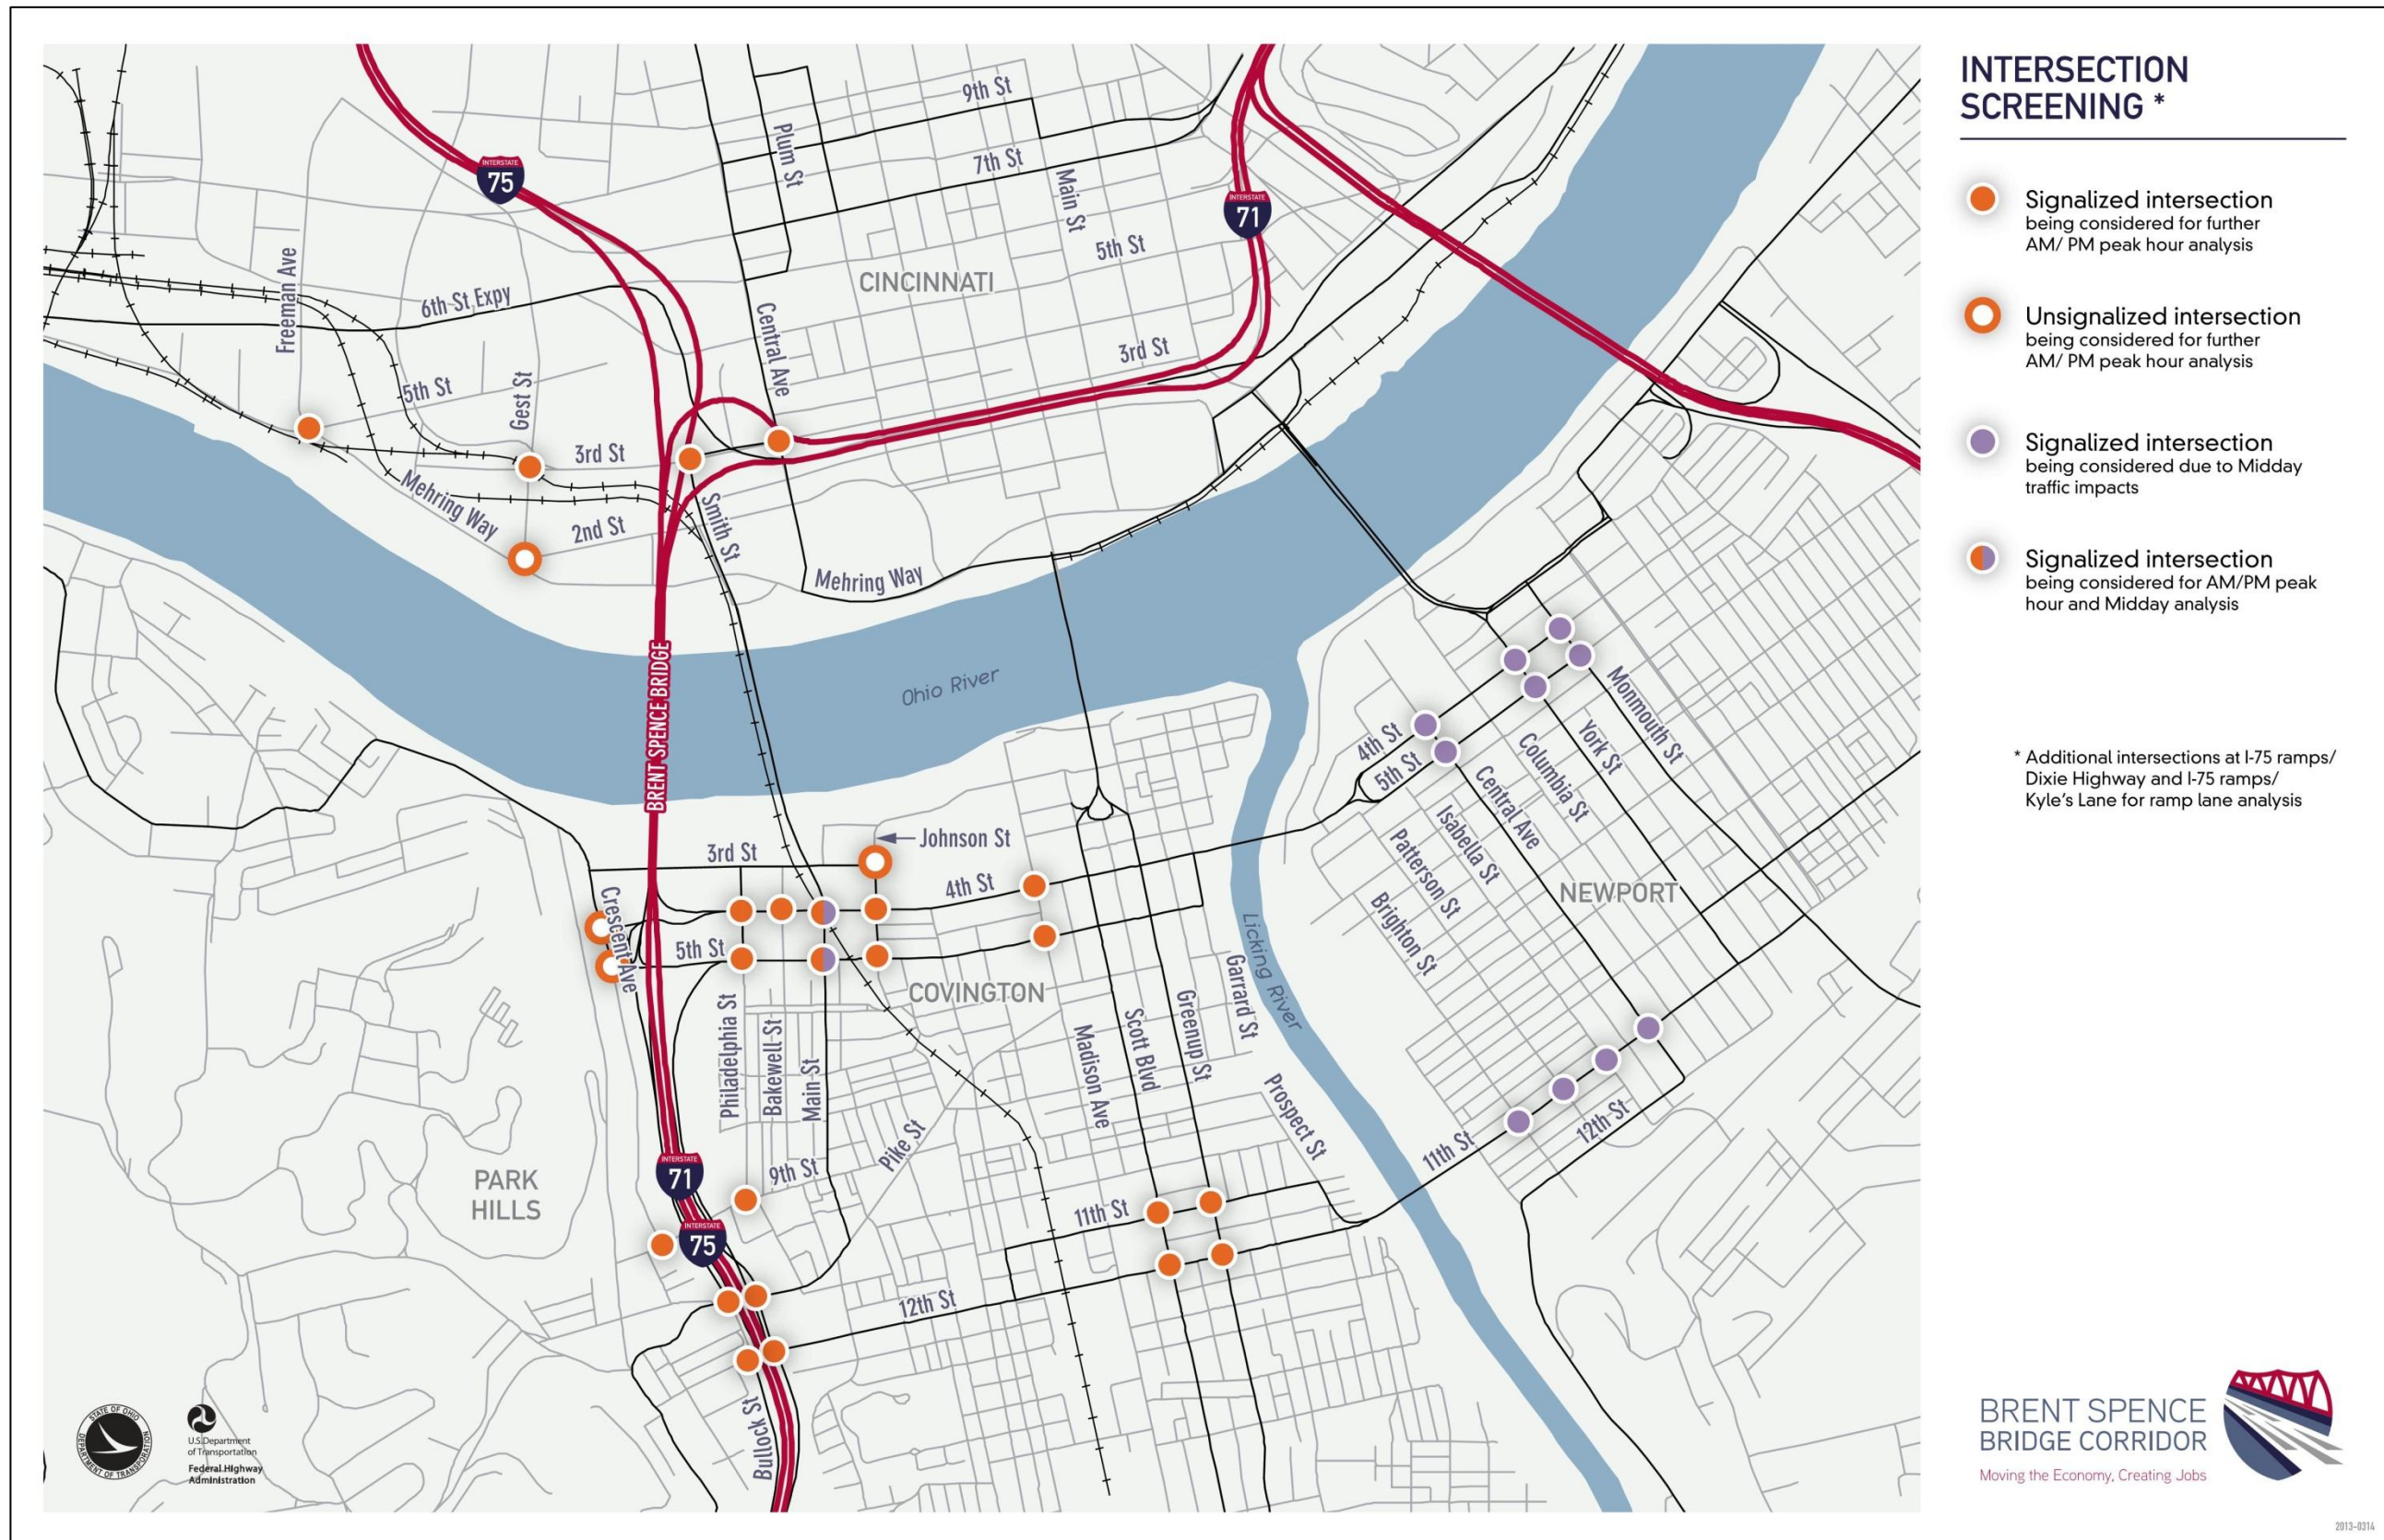 INTERSECTION
SCREENING *
Signalized intersection
being considered for further
AM/ PM peak hour analysis
Unsignalized intersection
being considered for further
AM/ PM peak hour analysis
Signalized intersection
being considered due to Midday
traffic impacts
Signalized intersection
being considered for AM/PM peak
hour and Midday analysis
* Additional intersections at I-75 ramps/
Dixie Highway and I-75 ramps/
Kyle's Lane for ramp lane analysis
9th St
Plum St
7th St
INTERSTATE
75
Main St
INTERSTATE
71
5th St
Freeman Ave
CINCINNATI
6th St Expy
Central Ave
3rd St
5th St
Gest St
3rd St
Mehring Way
2nd St
Smith St
Mehring Way
BRENT SPENCE BRIDGE
Ohio River
Monmouth St
4th St
York St
Columbia St
5th St
Central Ave
Isabella St
Patterson St
Brighton St
NEWPORT
Johnson St
3rd St
4th St
Crescent Ave
5th St
COVINGTON
Licking River
Garrard St
Greenup St
Scott Blvd
Madison Ave
Philadelphia St
Bakewell St
Main St
Prospect St
Pike St
9th St
11th St
12th St
11th St
12th St
PARK
HILLS
INTERSTATE
71
INTERSTATE
75
Bullock St
STATE OF OHIO
DEPARTMENT OF TRANSPORTATION
U.S.Department
of Transportation
Federal Highway
Administration
BRENT SPENCE
BRIDGE CORRIDOR
Moving the Economy, Creating Jobs
2013-0314